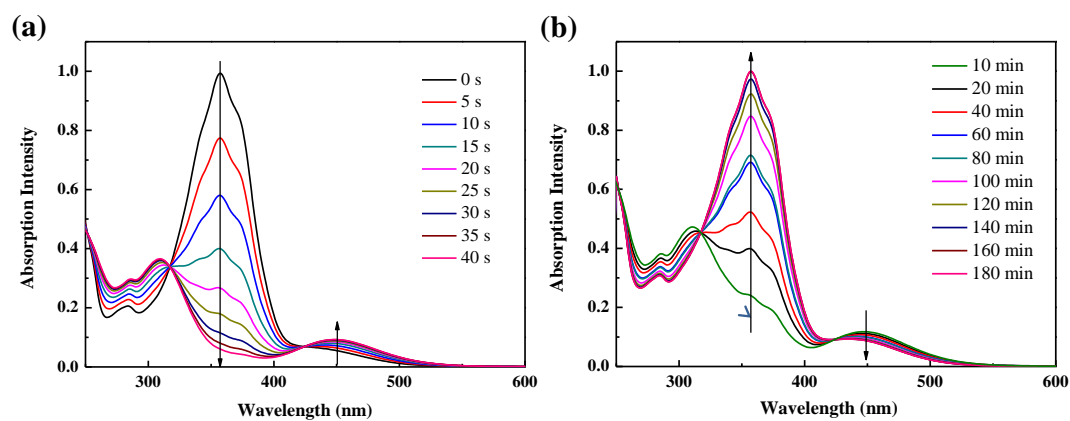 (a)
Absorption Intensity
1.0
0.8
0.6
0.4
0.2
0.0
300
400
500
600
Wavelength (nm)
0 s
5 s
10 s
15 s
20 s
25 s
30 s
35 s
40 s
(b)
Absorption Intensity
1.0
0.8
0.6
0.4
0.2
0.0
300
400
500
600
Wavelength (nm)
10 min
20 min
40 min
60 min
80 min
100 min
120 min
140 min
160 min
180 min